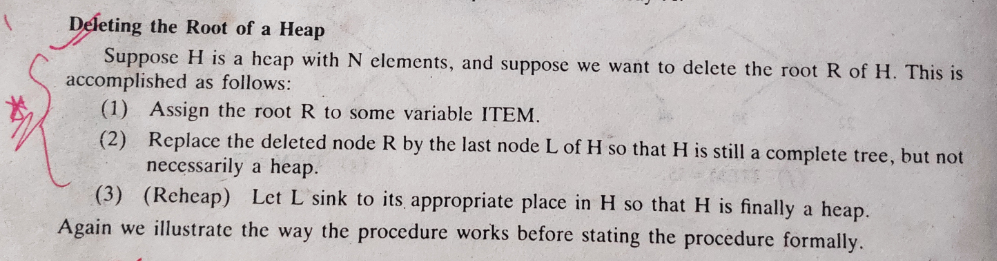 Deleting the Root of a Heap
Suppose H is a heap with N elements, and suppose we want to delete the root R of H. This is
accomplished as follows:
(1) Assign the root R to some variable ITEM.
(2) Replace the deleted node R by the last node L of H so that H is still a complete tree, but not
necessarily a heap.
(3) (Reheap) Let L sink to its appropriate place in H so that H is finally a heap.
Again we illustrate the way the procedure works before stating the procedure formally.